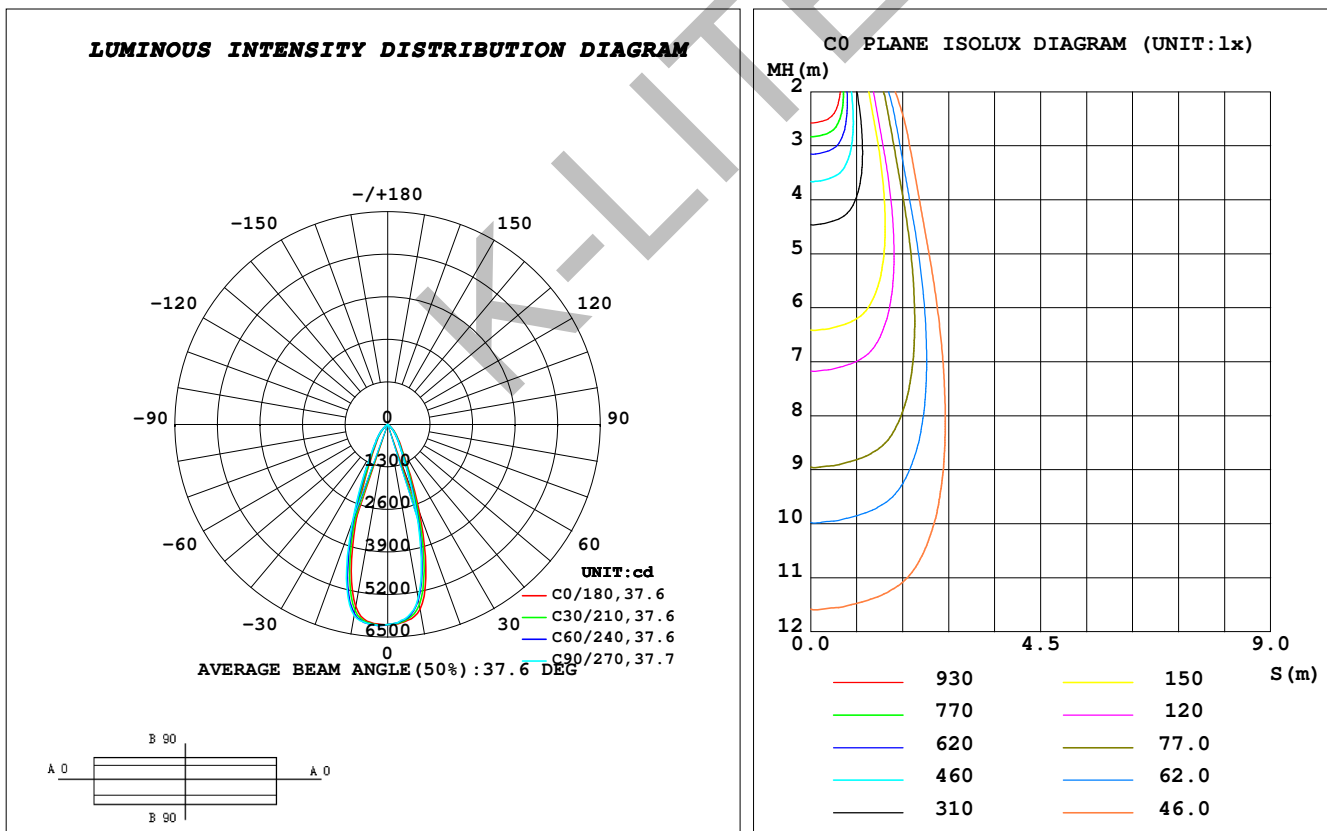 LUMINOUS INTENSITY DISTRIBUTION DIAGRAM
-/+180
-150 150
-120 120
-90 90
0
1300
2600
3900
5200
6500
-60 60
-30 30
0
UNIT:cd
C0/180,37.6
C30/210,37.6
C60/240,37.6
C90/270,37.7
AVERAGE BEAM ANGLE(50%):37.6 DEG
B 90
A 0 A 0
B 90
C0 PLANE ISOLUX DIAGRAM (UNIT:lx)
MH(m)
2
3
4
5
6
7
8
9
10
11
12
0.0 4.5 9.0
S(m)
930 150
770 120
620 77.0
460 62.0
310 46.0
K-LITE